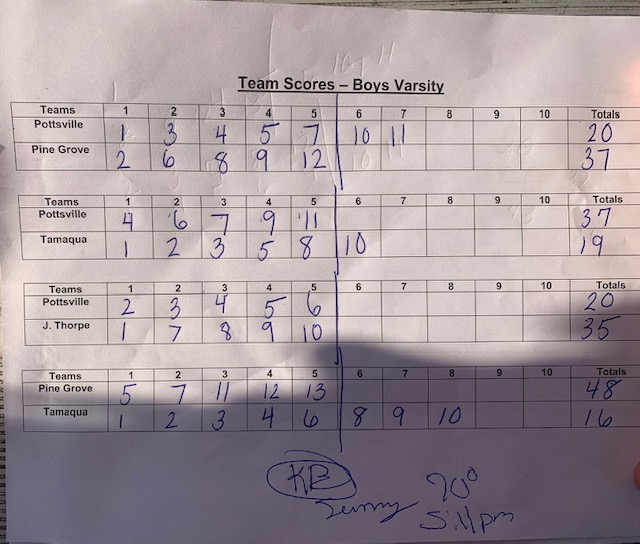 Team Scores – Boys Varsity
Teams 1 2 3 4 5 6 7 8 9 10 Totals
Pottsville 1 3 4 5 7 10 11 20
Pine Grove 2 6 8 9 12 37
Teams 1 2 3 4 5 6 7 8 9 10 Totals
Pottsville 4 6 7 9 11 37
Tamaqua 1 2 3 5 8 10 19
Teams 1 2 3 4 5 6 7 8 9 10 Totals
Pottsville 2 3 4 5 6 20
J. Thorpe 1 7 8 9 10 35
Teams 1 2 3 4 5 6 7 8 9 10 Totals
Pine Grove 5 7 11 12 13 48
Tamaqua 1 2 3 4 6 8 9 10 16
KB 70°
Sunny 5:11pm